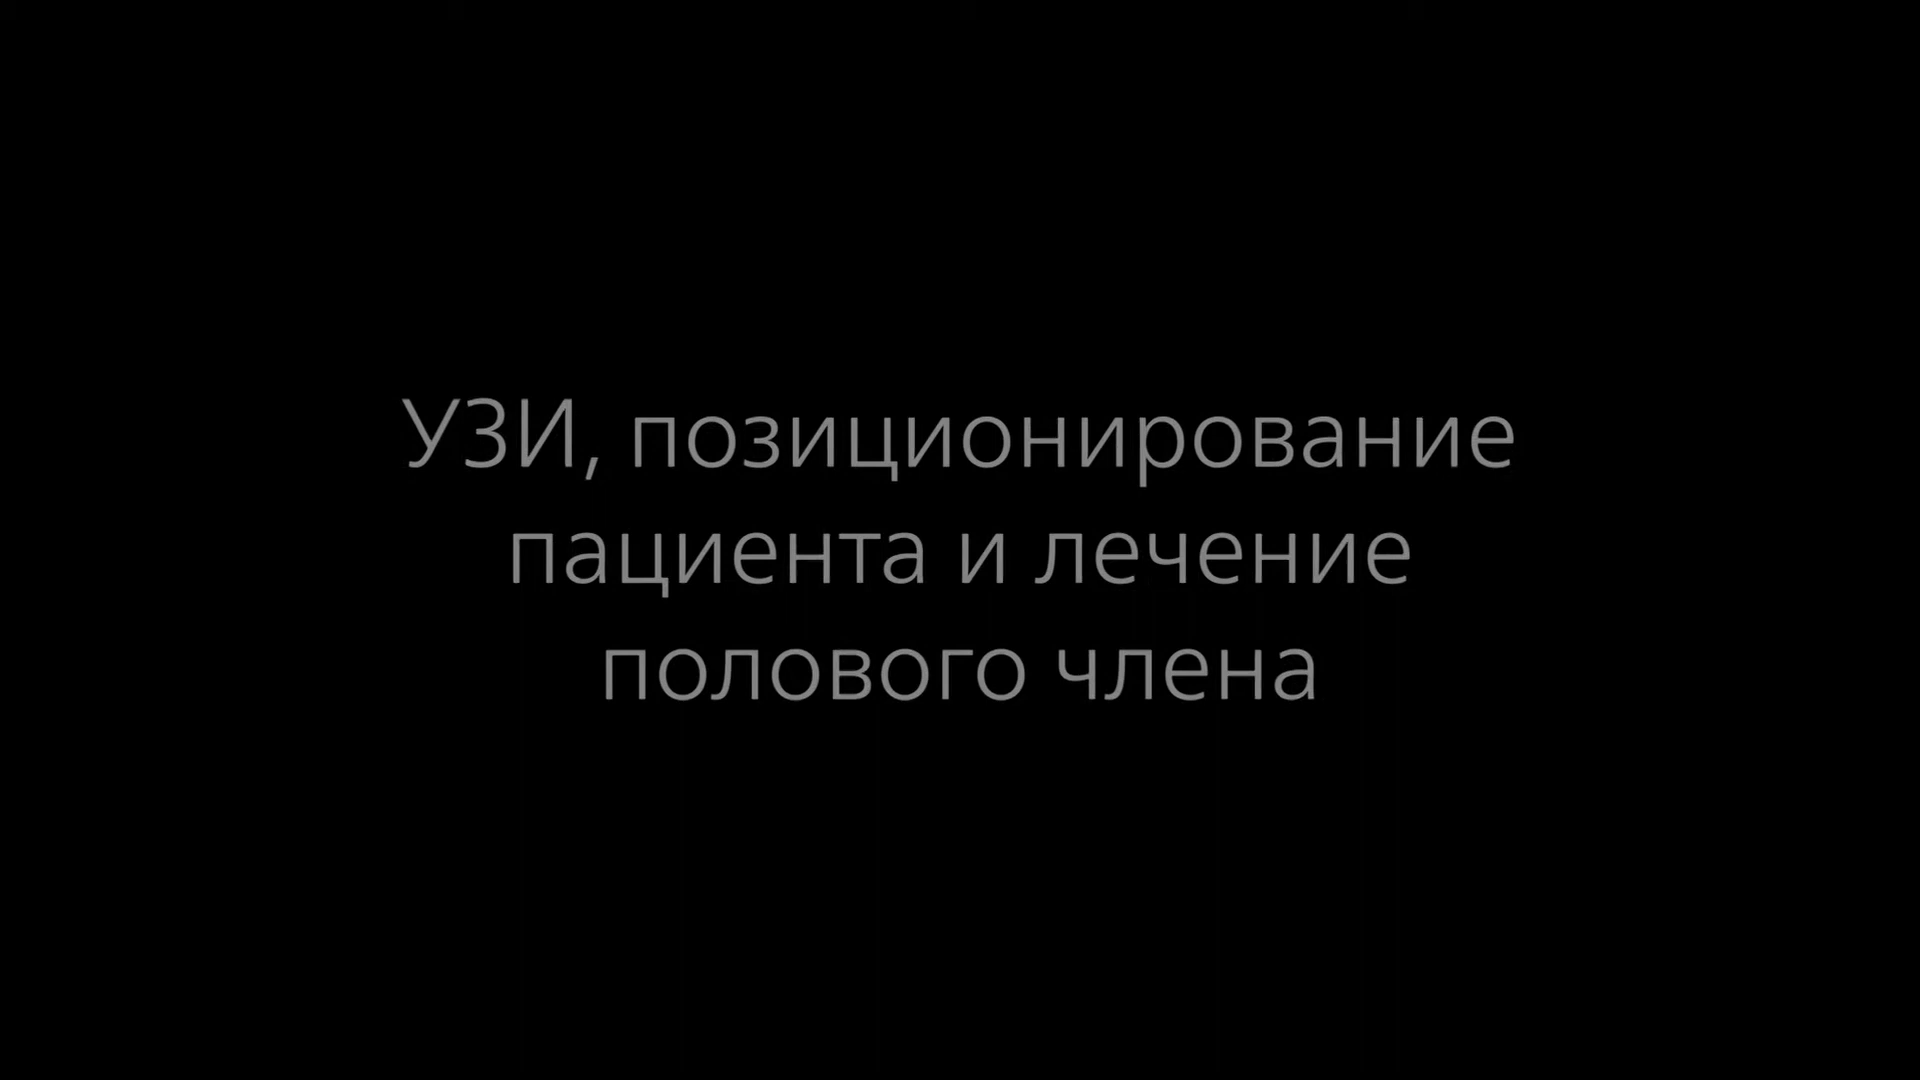 УЗИ, позиционирование
пациента и лечение
полового члена